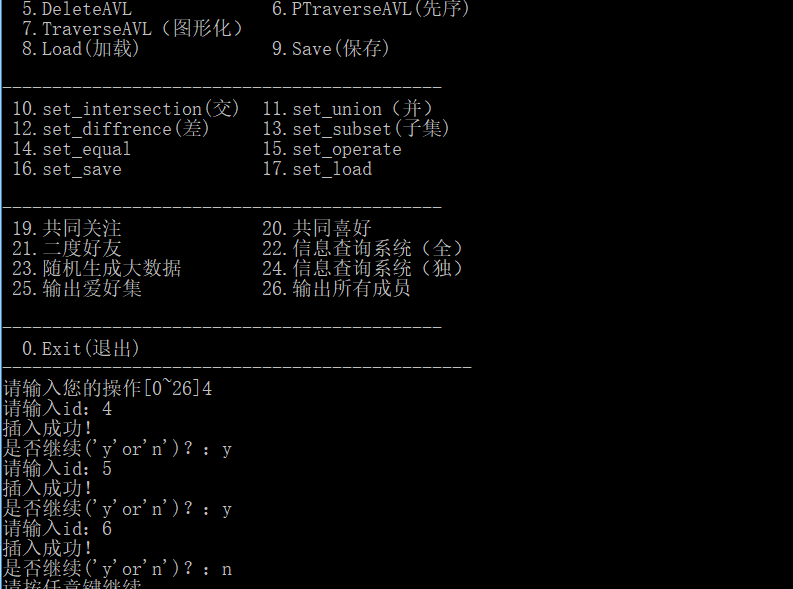 5.DeleteAVL 6.PTraverseAVL(先序)
7.TraverseAVL（图形化）
8.Load(加载) 9.Save(保存)
--------------------------------------------
10.set_intersection(交) 11.set_union（并）
12.set_diffrence(差) 13.set_subset(子集)
14.set_equal 15.set_operate
16.set_save 17.set_load
--------------------------------------------
19.共同关注 20.共同喜好
21.二度好友 22.信息查询系统（全）
23.随机生成大数据 24.信息查询系统（独）
25.输出爱好集 26.输出所有成员
--------------------------------------------
0.Exit(退出)
-----------------------------------------------
请输入您的操作[0~26]4
请输入id：4
插入成功！
是否继续('y'or'n')？：y
请输入id：5
插入成功！
是否继续('y'or'n')？：y
请输入id：6
插入成功！
是否继续('y'or'n')？：n
请按任意键继续